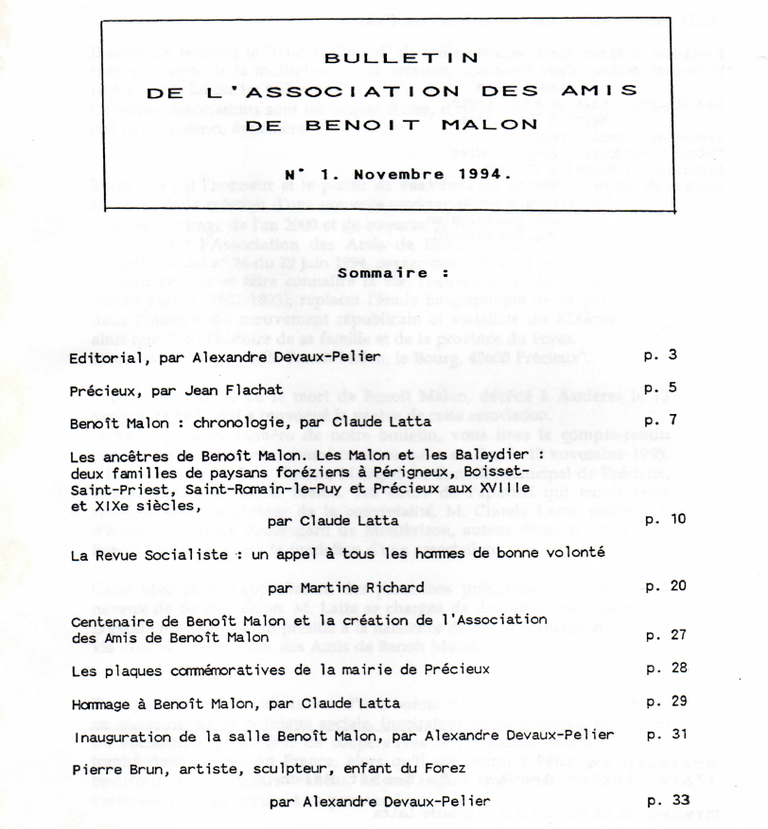 BULLETIN
DE L'ASSOCIATION DES AMIS
DE BENOIT MALON
N° 1. Novembre 1994.
Sommaire :
Editorial, par Alexandre Devaux-Pelier p. 3
Précieux, par Jean Flachat p. 5
Benoît Malon : chronologie, par Claude Latta p. 7
Les ancêtres de Benoît Malon. Les Malon et les Baleydier :
deux familles de paysans foréziens à Périgneux, Boisset-
Saint-Priest, Saint-Romain-le-Puy et Précieux aux XVIIIe
et XIXe siècles,
par Claude Latta p. 10
La Revue Socialiste : un appel à tous les hommes de bonne volonté
par Martine Richard p. 20
Centenaire de Benoît Malon et la création de l'Association
des Amis de Benoît Malon p. 27
Les plaques commémoratives de la mairie de Précieux p. 28
Hommage à Benoît Malon, par Claude Latta p. 29
Inauguration de la salle Benoît Malon, par Alexandre Devaux-Pelier p. 31
Pierre Brun, artiste, sculpteur, enfant du Forez
par Alexandre Devaux-Pelier p. 33